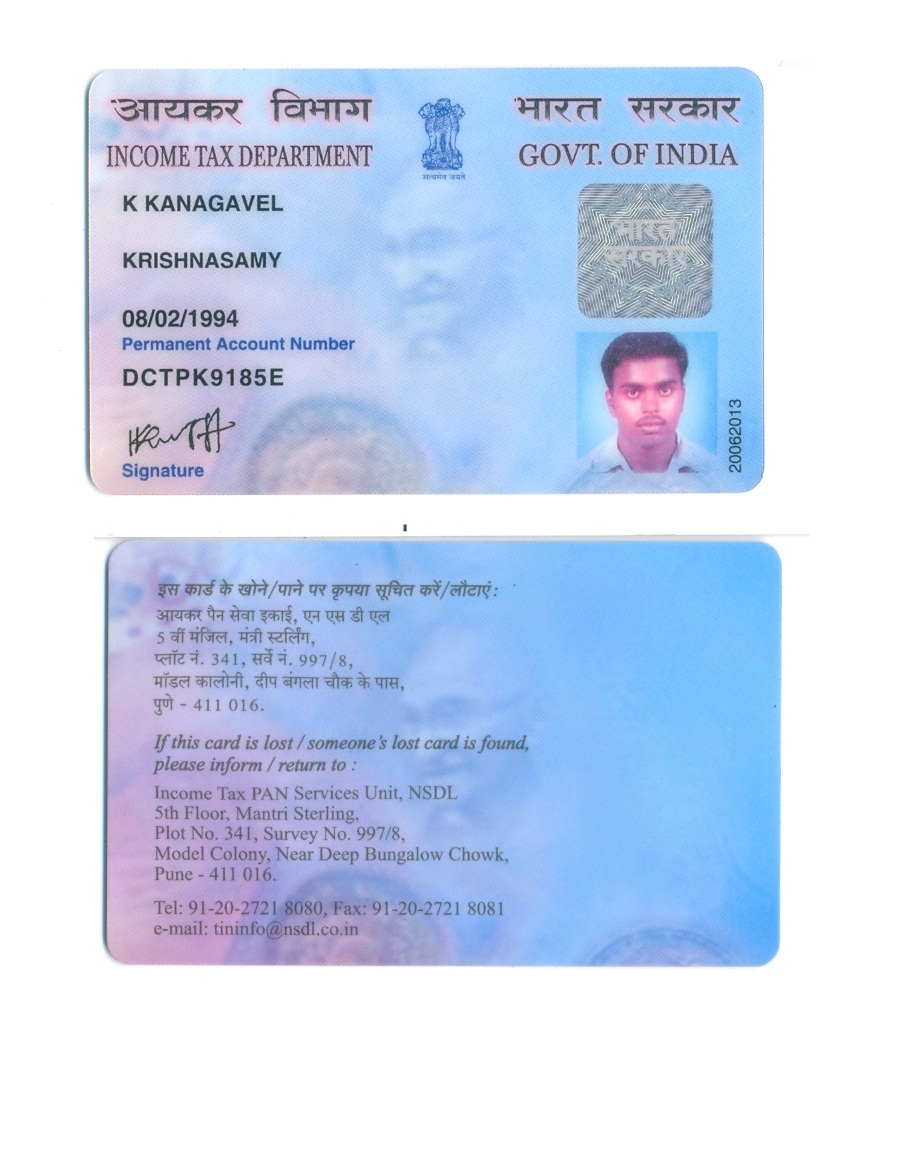 आयकर विभाग
INCOME TAX DEPARTMENT
सत्यमेव जयते
भारत सरकार
GOVT. OF INDIA
K KANAGAVEL
भारत
सरकार
KRISHNASAMY
08/02/1994
Permanent Account Number
DCTPK9185E
Signature
20062013
इस कार्ड के खोने/पाने पर कृपया सूचित करें/लौटाएं :
आयकर पैन सेवा इकाई, एन एस डी एल
5 वीं मंजिल, मंत्री स्टर्लिंग,
प्लॉट नं. 341, सर्वे नं. 997/8,
मॉडल कालोनी, दीप बंगला चौक के पास,
पुणे - 411 016.
If this card is lost / someone's lost card is found,
please inform / return to :
Income Tax PAN Services Unit, NSDL
5th Floor, Mantri Sterling,
Plot No. 341, Survey No. 997/8,
Model Colony, Near Deep Bungalow Chowk,
Pune - 411 016.
Tel: 91-20-2721 8080, Fax: 91-20-2721 8081
e-mail: tininfo@nsdl.co.in